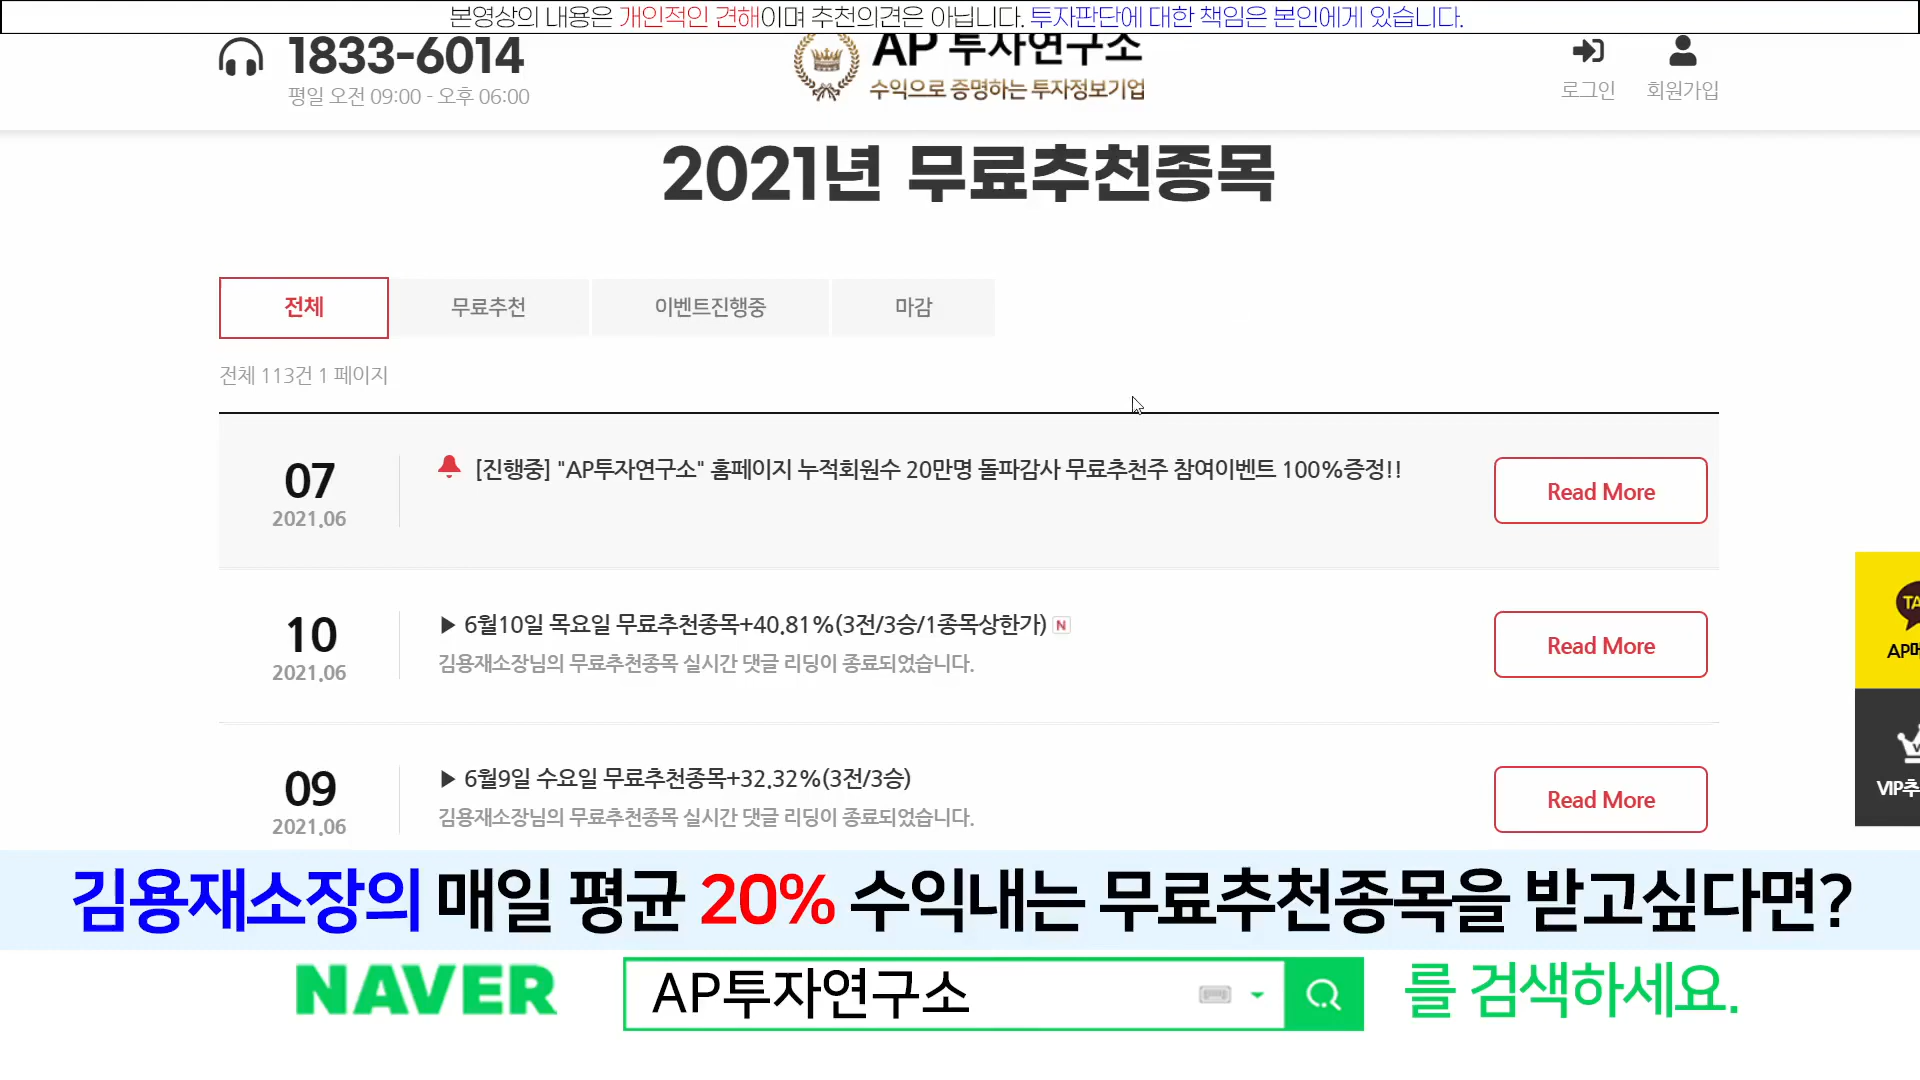 본영상의 내용은 개인적인 견해이며 추천의견은 아닙니다. 투자판단에 대한 책임은 본인에게 있습니다.
1833-6014
평일 오전 09:00 - 오후 06:00
AP 투자연구소
수익으로 증명하는 투자정보기업
로그인
회원가입
2021년 무료추천종목
전체
무료추천
이벤트진행중
마감
전체 113건 1 페이지
07
2021.06
[진행중] "AP투자연구소" 홈페이지 누적회원수 20만명 돌파감사 무료추천주 참여이벤트 100%증정!!
Read More
10
2021.06
▶ 6월10일 목요일 무료추천종목+40.81%(3전/3승/1종목상한가) N
김용재소장님의 무료추천종목 실시간 댓글 리딩이 종료되었습니다.
Read More
09
2021.06
▶ 6월9일 수요일 무료추천종목+32.32%(3전/3승)
김용재소장님의 무료추천종목 실시간 댓글 리딩이 종료되었습니다.
Read More
김용재소장의 매일 평균 20% 수익내는 무료추천종목을 받고싶다면?
NAVER
AP투자연구소
를 검색하세요.